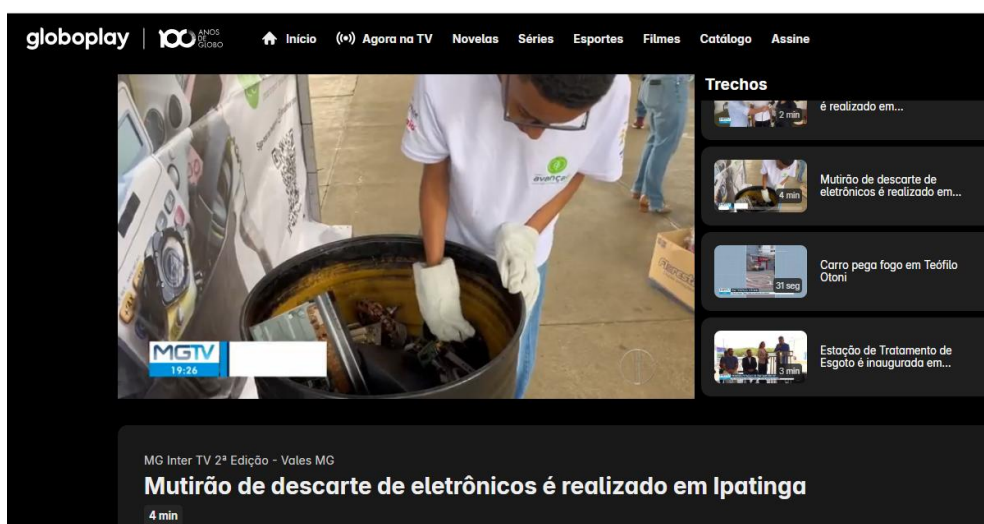 globoplay
100 ANOS
DE
GLOBO
Início
Agora na TV
Novelas
Séries
Esportes
Filmes
Catálogo
Assine
avança
MGTV
19:26
Trechos
2 min
é realizado em...
4 min
Mutirão de descarte de
eletrônicos é realizado em...
31 seg
Carro pega fogo em Teófilo
Otoni
3 min
Estação de Tratamento de
Esgoto é inaugurada em...
MG Inter TV 2ª Edição - Vales MG
Mutirão de descarte de eletrônicos é realizado em Ipatinga
4 min